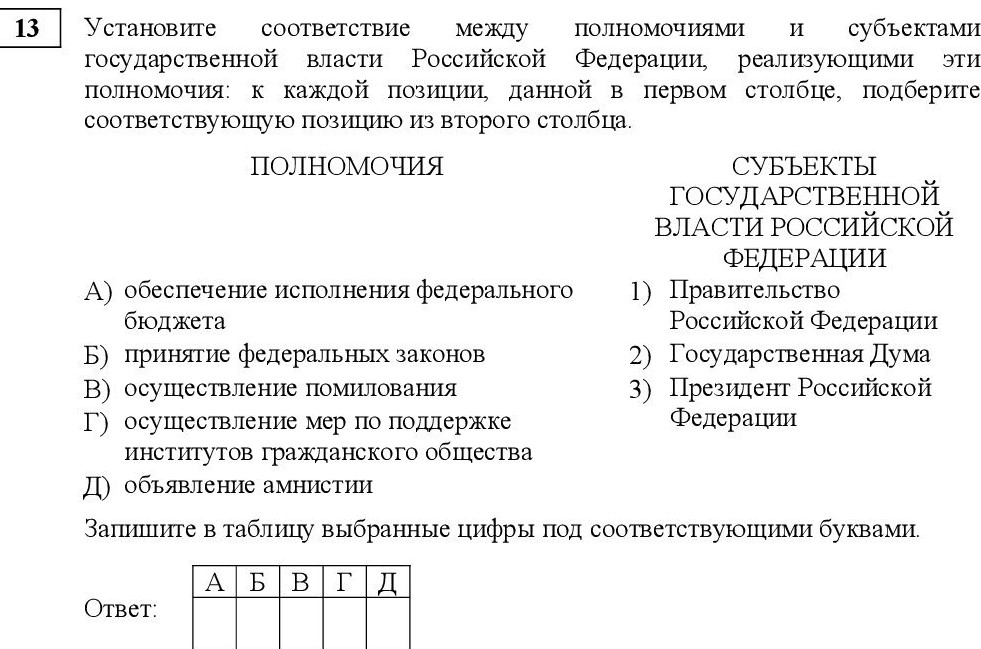 13
Установите соответствие между полномочиями и субъектами
государственной власти Российской Федерации, реализующими эти
полномочия: к каждой позиции, данной в первом столбце, подберите
соответствующую позицию из второго столбца.
ПОЛНОМОЧИЯ
А) обеспечение исполнения федерального
бюджета
Б) принятие федеральных законов
В) осуществление помилования
Г) осуществление мер по поддержке
институтов гражданского общества
Д) объявление амнистии
СУБЪЕКТЫ
ГОСУДАРСТВЕННОЙ
ВЛАСТИ РОССИЙСКОЙ
ФЕДЕРАЦИИ
1) Правительство
Российской Федерации
2) Государственная Дума
3) Президент Российской
Федерации
Запишите в таблицу выбранные цифры под соответствующими буквами.
Ответ:
А Б В Г Д